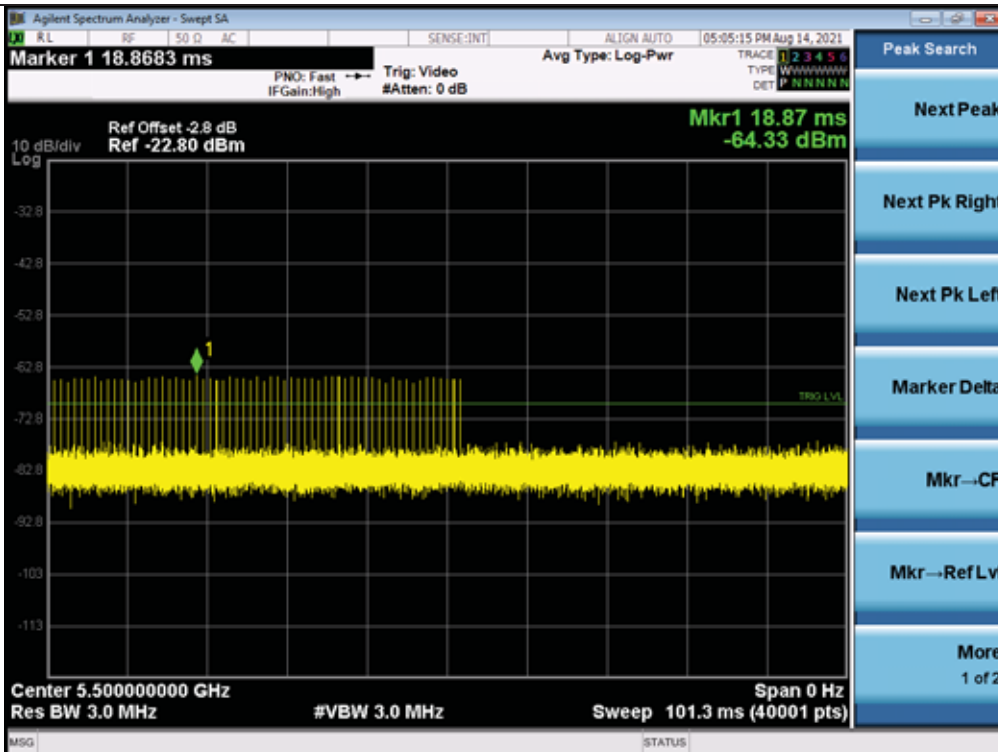 Agilent Spectrum Analyzer - Swept SA
RL RF 50 Ω AC SENSE:INT ALIGN AUTO 05:05:15 PM Aug 14, 2021
Marker 1 18.8683 ms
PNO: Fast
IFGain:High
Trig: Video
#Atten: 0 dB
Avg Type: Log-Pwr
TRACE 1 2 3 4 5 6
TYPE WWWWWWW
DET P N N N N N
Peak Search
Mkr1 18.87 ms
-64.33 dBm
Ref Offset -2.8 dB
10 dB/div Ref -22.80 dBm
Log
-32.8
-42.8
-52.8
1
-62.8
TRIG LVL
-72.8
-82.8
-92.8
-103
-113
Center 5.500000000 GHz Span 0 Hz
Res BW 3.0 MHz #VBW 3.0 MHz Sweep 101.3 ms (40001 pts)
MSG STATUS
Next Peak
Next Pk Right
Next Pk Left
Marker Delta
Mkr→CF
Mkr→Ref Lv
More
1 of 2